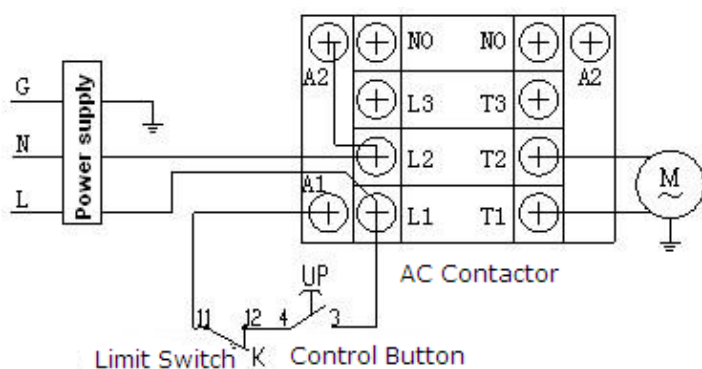 NO NO
A2 A2
G
L3 T3
Power supply
N
L2 T2
A1
L
L1 T1
M
AC Contactor
UP
11 12 4 3
Limit Switch K Control Button